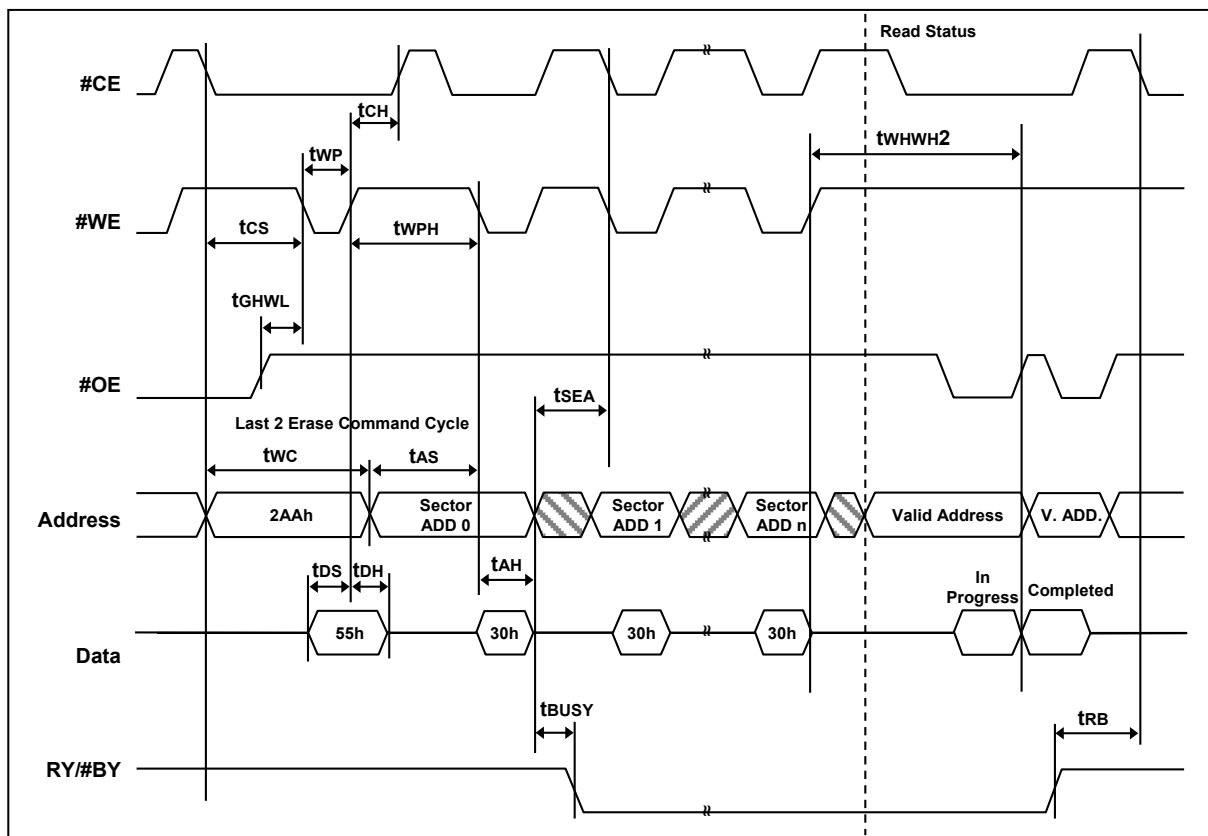 Read Status
#CE
tCH
tWHWH2
tWP
#WE
tCS
tWPH
tGHWL
#OE
tSEA
Last 2 Erase Command Cycle
tWC
tAS
Address
2AAh
Sector
ADD 0
Sector
ADD 1
Sector
ADD n
Valid Address
V. ADD.
tDS
tDH
tAH
In
Progress
Completed
Data
55h
30h
30h
30h
tBUSY
tRB
RY/#BY